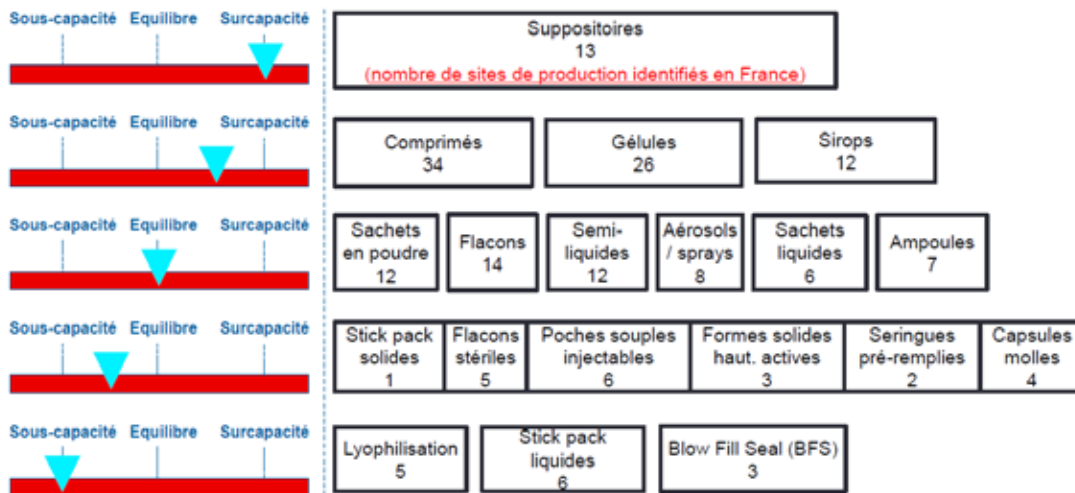 Sous-capacité Equilibre Surcapacité
Suppositoires
13
(nombre de sites de production identifiés en France)
Sous-capacité Equilibre Surcapacité
Comprimés
34
Gélules
26
Sirops
12
Sous-capacité Equilibre Surcapacité
Sachets
en poudre
12
Flacons
14
Semi-
liquides
12
Aérosols
/ sprays
8
Sachets
liquides
6
Ampoules
7
Sous-capacité Equilibre Surcapacité
Stick pack
solides
1
Flacons
stériles
5
Poches souples
injectables
6
Formes solides
haut. actives
3
Seringues
pré-remplies
2
Capsules
molles
4
Sous-capacité Equilibre Surcapacité
Lyophilisation
5
Stick pack
liquides
6
Blow Fill Seal (BFS)
3